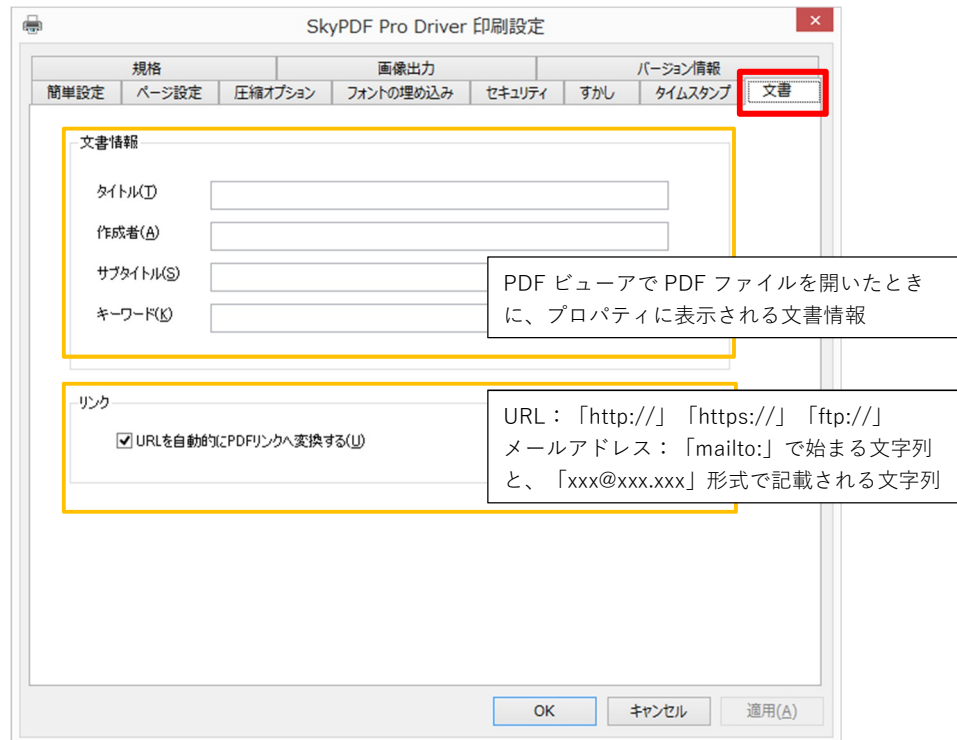 SkyPDF Pro Driver 印刷設定
規格 画像出力 バージョン情報
簡単設定 ページ設定 圧縮オプション フォントの埋め込み セキュリティ すかし タイムスタンプ 文書
文書情報
タイトル(T)
作成者(A)
サブタイトル(S)
キーワード(K)
PDF ビューアで PDF ファイルを開いたとき
に、プロパティに表示される文書情報
リンク
URLを自動的にPDFリンクへ変換する(U)
URL：「http://」「https://」「ftp://」
メールアドレス：「mailto:」で始まる文字列
と、「xxx@xxx.xxx」形式で記載される文字列
OK キャンセル 適用(A)